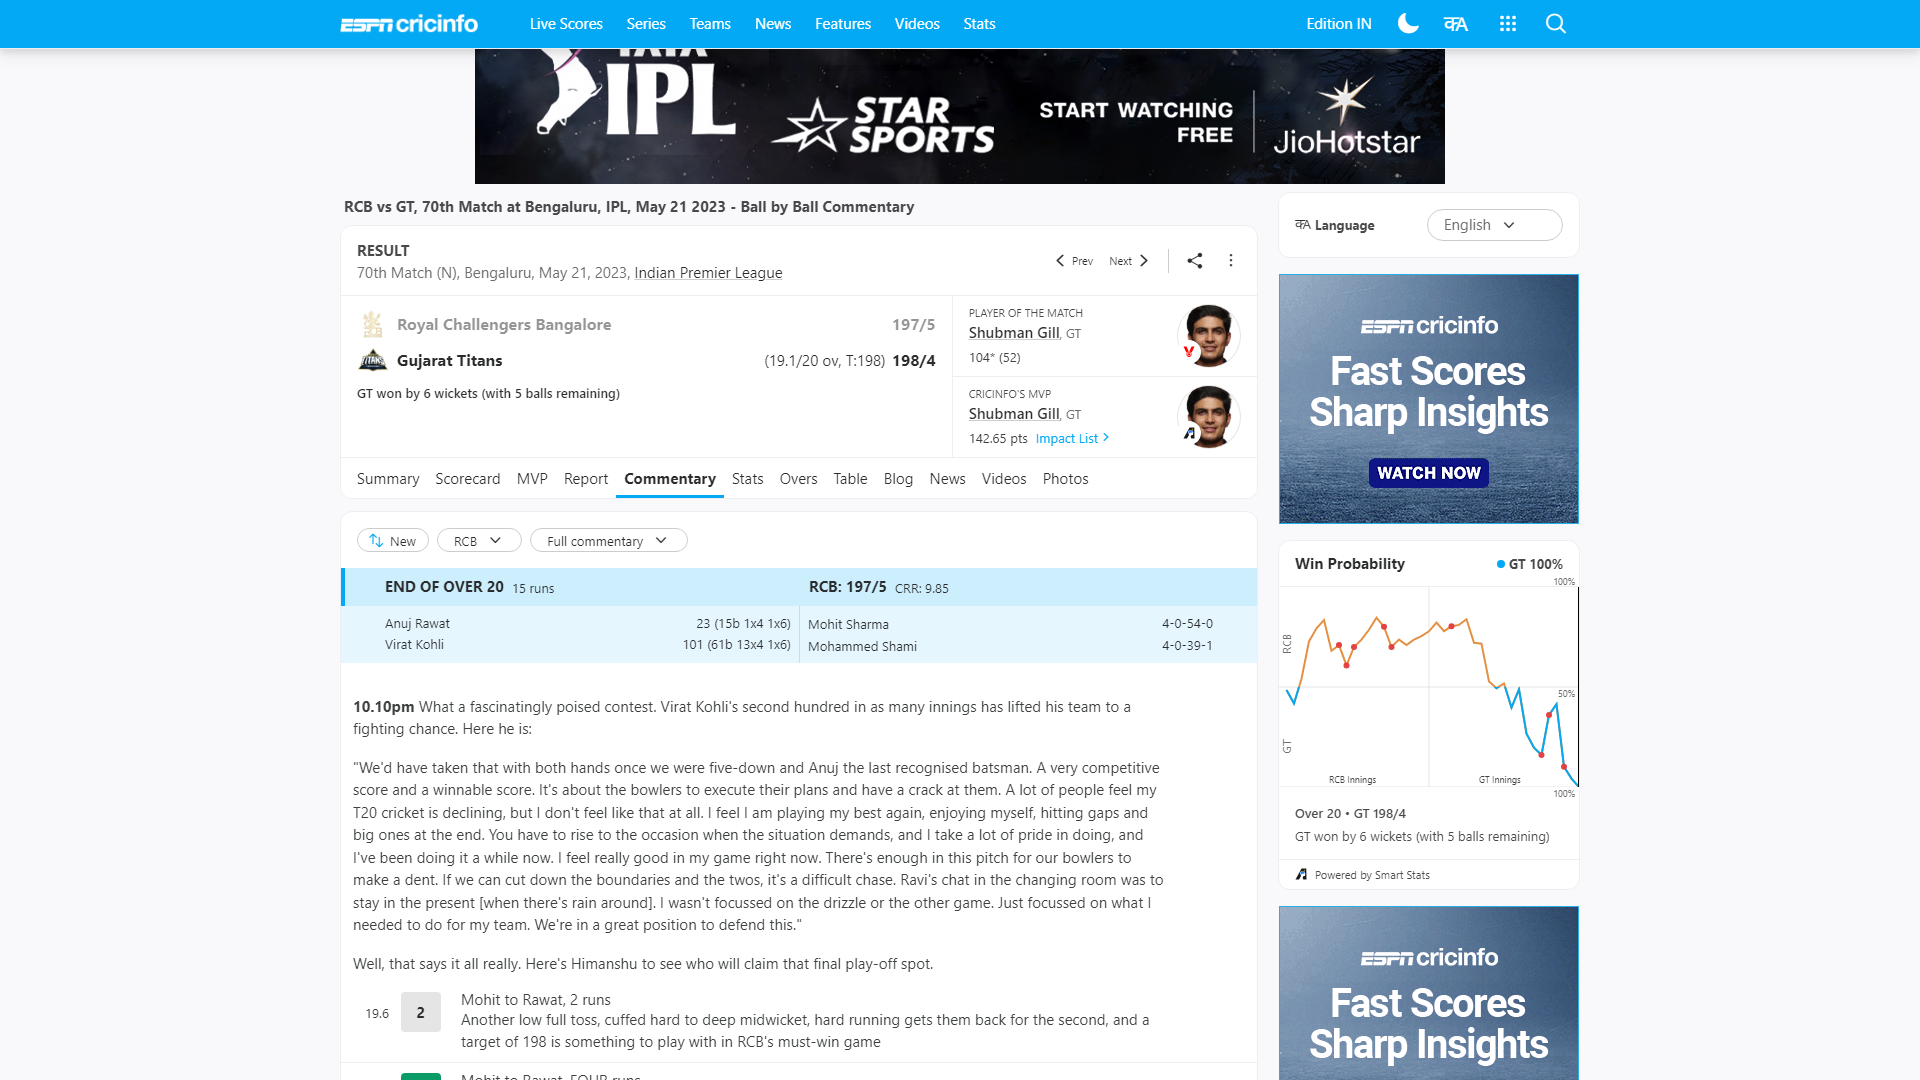 ESPN cricinfo
Live Scores Series Teams News Features Videos Stats
Edition IN
IPL
STAR SPORTS
START WATCHING FREE
JioHotstar
RCB vs GT, 70th Match at Bengaluru, IPL, May 21 2023 - Ball by Ball Commentary
RESULT
70th Match (N), Bengaluru, May 21, 2023, Indian Premier League
Prev Next
Royal Challengers Bangalore 197/5
Gujarat Titans (19.1/20 ov, T:198) 198/4
GT won by 6 wickets (with 5 balls remaining)
PLAYER OF THE MATCH
Shubman Gill, GT
104* (52)
CRICINFO'S MVP
Shubman Gill, GT
142.65 pts Impact List
Summary Scorecard MVP Report Commentary Stats Overs Table Blog News Videos Photos
New RCB Full commentary
END OF OVER 20 15 runs RCB: 197/5 CRR: 9.85
Anuj Rawat 23 (15b 1x4 1x6) Mohit Sharma 4-0-54-0
Virat Kohli 101 (61b 13x4 1x6) Mohammed Shami 4-0-39-1
10.10pm What a fascinatingly poised contest. Virat Kohli's second hundred in as many innings has lifted his team to a
fighting chance. Here he is:
"We'd have taken that with both hands once we were five-down and Anuj the last recognised batsman. A very competitive
score and a winnable score. It's about the bowlers to execute their plans and have a crack at them. A lot of people feel my
T20 cricket is declining, but I don't feel like that at all. I feel I am playing my best again, enjoying myself, hitting gaps and
big ones at the end. You have to rise to the occasion when the situation demands, and I take a lot of pride in doing, and
I've been doing it a while now. I feel really good in my game right now. There's enough in this pitch for our bowlers to
make a dent. If we can cut down the boundaries and the twos, it's a difficult chase. Ravi's chat in the changing room was to
stay in the present [when there's rain around]. I wasn't focussed on the drizzle or the other game. Just focussed on what I
needed to do for my team. We're in a great position to defend this."
Well, that says it all really. Here's Himanshu to see who will claim that final play-off spot.
19.6 2 Mohit to Rawat, 2 runs
Another low full toss, cuffed hard to deep midwicket, hard running gets them back for the second, and a
target of 198 is something to play with in RCB's must-win game
Mohit to Rawat, FOUR runs
Language English
ESPN cricinfo
Fast Scores
Sharp Insights
WATCH NOW
Win Probability GT 100%
100%
RCB
50%
GT
RCB Innings GT Innings
100%
Over 20 • GT 198/4
GT won by 6 wickets (with 5 balls remaining)
Powered by Smart Stats
ESPN cricinfo
Fast Scores
Sharp Insights